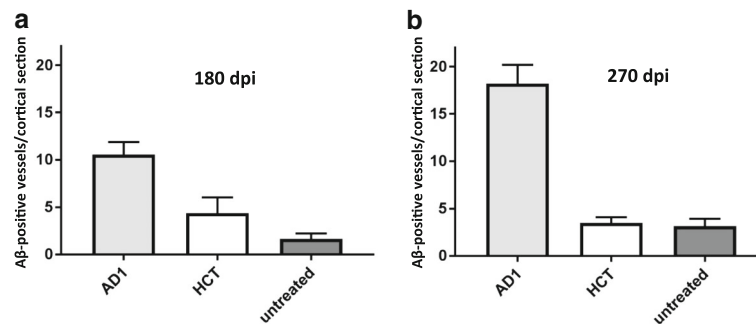 a
Aβ-positive vessels/cortical section
20
15
10
5
0
180 dpi
AD1
HCT
untreated
b
Aβ-positive vessels/cortical section
20
15
10
5
0
270 dpi
AD1
HCT
untreated